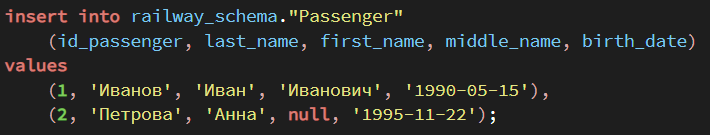 insert into railway_schema."Passenger"
    (id_passenger, last_name, first_name, middle_name, birth_date)
values
    (1, 'Иванов', 'Иван', 'Иванович', '1990-05-15'),
    (2, 'Петрова', 'Анна', null, '1995-11-22');